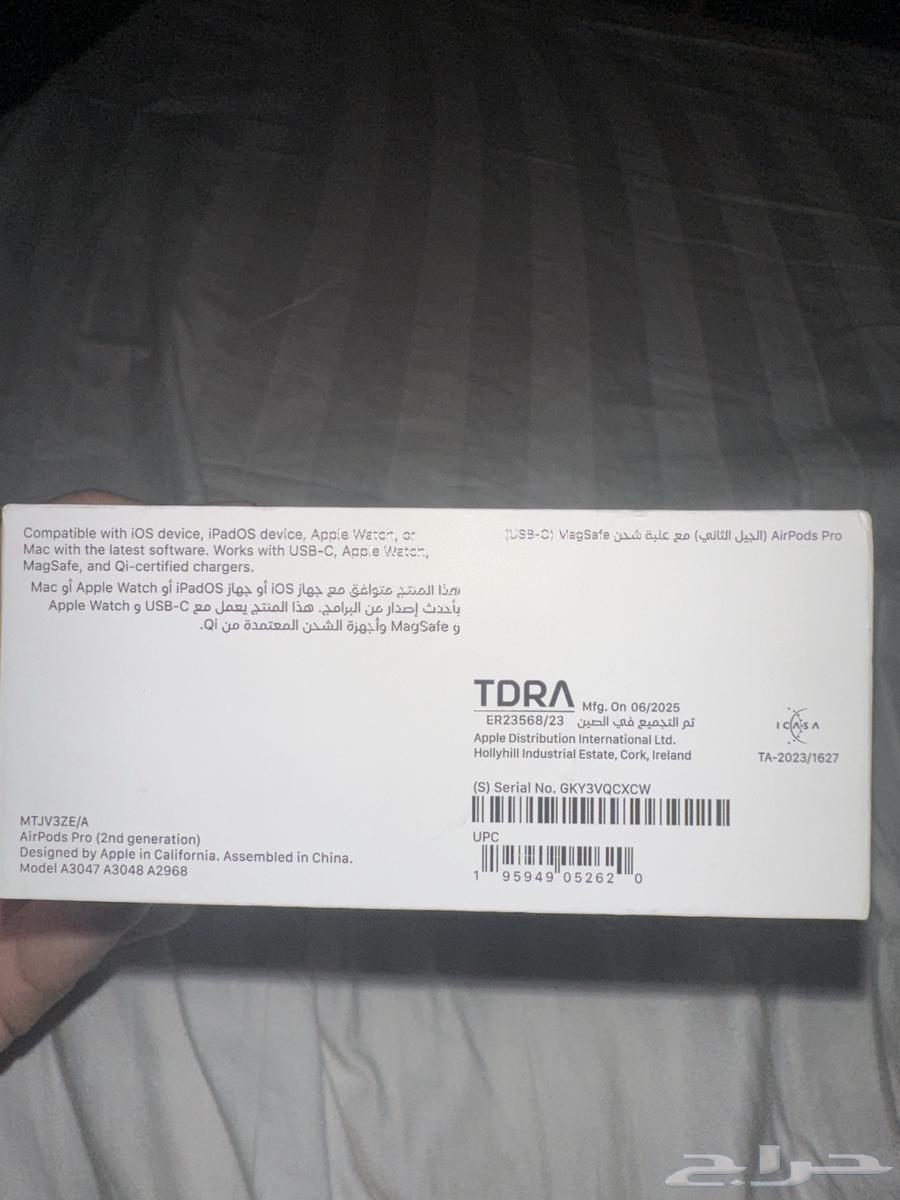 Compatible with iOS device, iPadOS device, Apple Watch, or
Mac with the latest software. Works with USB-C, Apple Watch,
MagSafe, and Qi-certified chargers.
هذا المنتج متوافق مع جهاز iOS أو جهاز iPadOS أو Apple Watch أو Mac
بأحدث إصدار من البرامج. هذا المنتج يعمل مع USB-C و Apple Watch
و MagSafe وأجهزة الشحن المعتمدة من Qi.
AirPods Pro (الجيل الثاني) مع علبة شحن MagSafe (USB-C)
TDRA
ER23568/23
Mfg. On 06/2025
تم التجميع في الصين
Apple Distribution International Ltd.
Hollyhill Industrial Estate, Cork, Ireland
ICASA
TA-2023/1627
(S) Serial No. GKY3VQCXCW
UPC
1 95949 05262 0
MTJV3ZE/A
AirPods Pro (2nd generation)
Designed by Apple in California. Assembled in China.
Model A3047 A3048 A2968
حراج